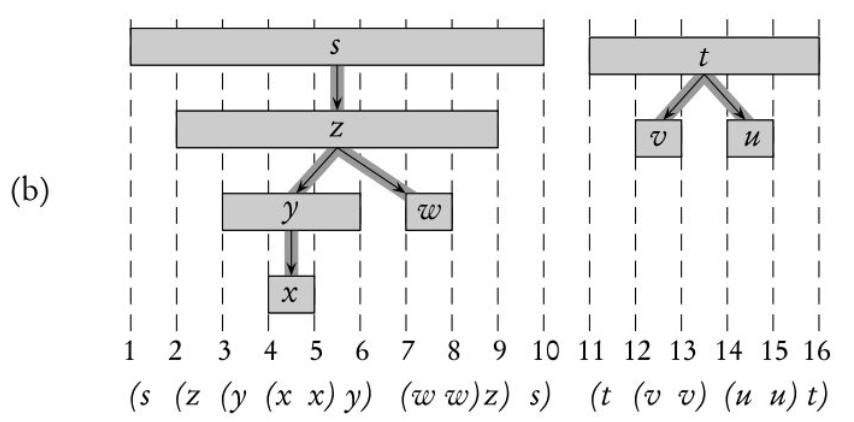 s
t
z
v u
(b)
y w
x
1 2 3 4 5 6 7 8 9 10 11 12 13 14 15 16
(s (z (y (x x) y) (w w) z) s) (t (v v) (u u) t)